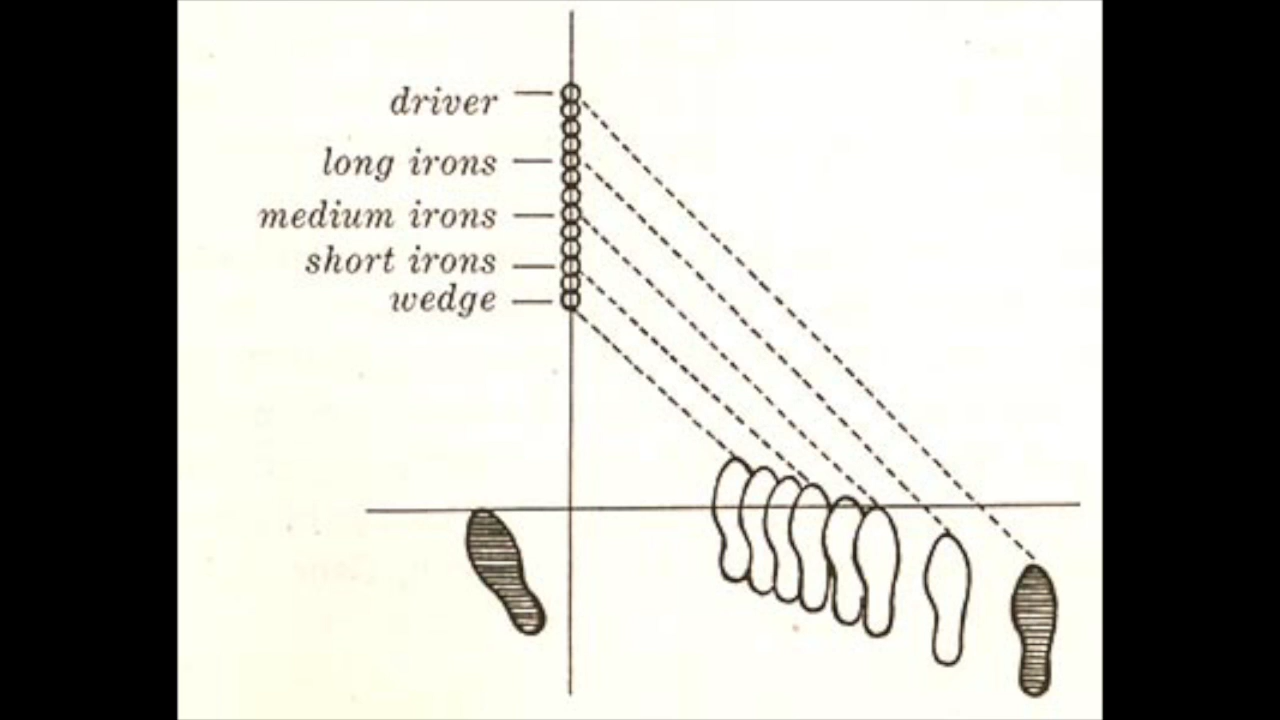 driver
long irons
medium irons
short irons
wedge